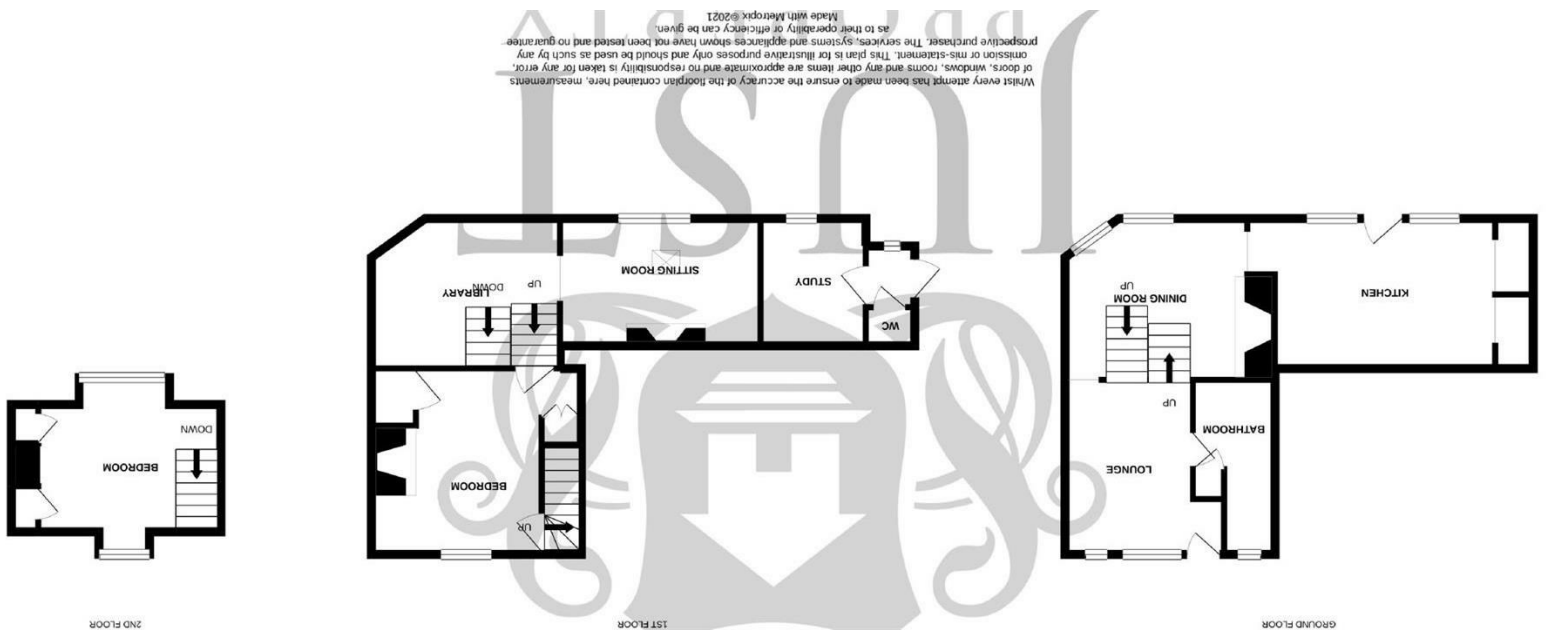 GROUND FLOOR
1ST FLOOR
2ND FLOOR
LOUNGE
BATHROOM
UP
DINING ROOM
UP
KITCHEN
UP
BEDROOM
UP
DOWN
LIBRARY
SITTING ROOM
STUDY
WC
BEDROOM
DOWN
Whilst every attempt has been made to ensure the accuracy of the floorplan contained here, measurements
of doors, windows, rooms and any other items are approximate and no responsibility is taken for any error,
omission or mis-statement. This plan is for illustrative purposes only and should be used as such by any
prospective purchaser. The services, systems and appliances shown have not been tested and no guarantee
as to their operability or efficiency can be given.
Made with Metropix ©2021
JUST